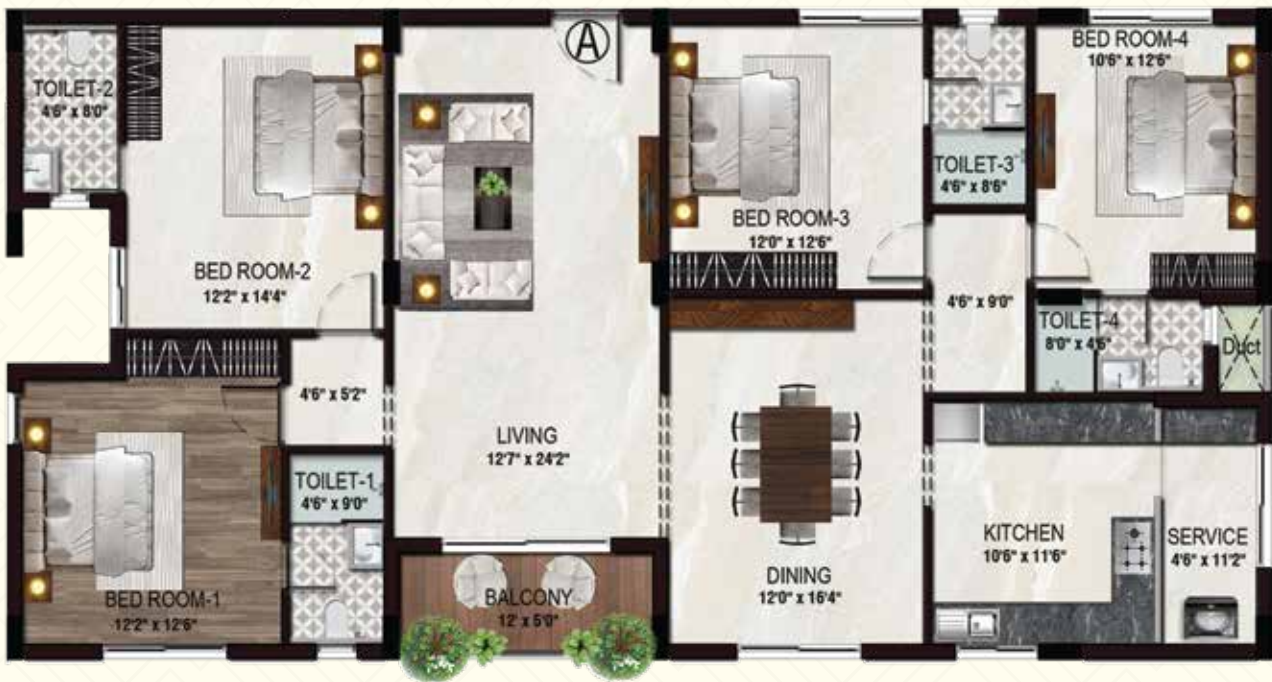 A
TOILET-2
4'6" x 8'0"
BED ROOM-2
12'2" x 14'4"
BED ROOM-3
12'0" x 12'6"
TOILET-3
4'6" x 8'6"
BED ROOM-4
10'6" x 12'6"
4'6" x 5'2"
LIVING
12'7" x 24'2"
4'6" x 9'0"
TOILET-4
8'0" x 4'6"
Duct
TOILET-1
4'6" x 9'0"
BED ROOM-1
12'2" x 12'6"
BALCONY
12' x 5'0"
DINING
12'0" x 16'4"
KITCHEN
10'6" x 11'6"
SERVICE
4'6" x 11'2"